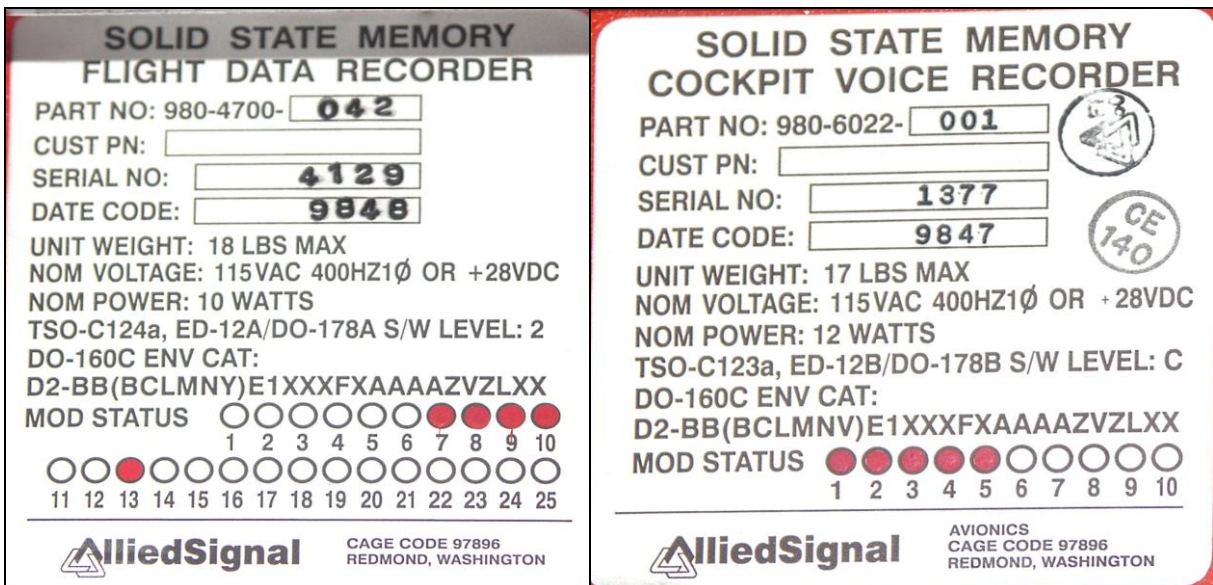 SOLID STATE MEMORY
FLIGHT DATA RECORDER
PART NO: 980-4700- 042
CUST PN:
SERIAL NO: 4129
DATE CODE: 9848
UNIT WEIGHT: 18 LBS MAX
NOM VOLTAGE: 115VAC 400HZ1Ø OR +28VDC
NOM POWER: 10 WATTS
TSO-C124a, ED-12A/DO-178A S/W LEVEL: 2
DO-160C ENV CAT:
D2-BB(BCLMNY)E1XXXFXAAAAZVZLXX
MOD STATUS
1 2 3 4 5 6 7 8 9 10
11 12 13 14 15 16 17 18 19 20 21 22 23 24 25
AlliedSignal
CAGE CODE 97896
REDMOND, WASHINGTON
SOLID STATE MEMORY
COCKPIT VOICE RECORDER
PART NO: 980-6022- 001
CUST PN:
SERIAL NO: 1377
DATE CODE: 9847
CE
140
UNIT WEIGHT: 17 LBS MAX
NOM VOLTAGE: 115VAC 400HZ1Ø OR +28VDC
NOM POWER: 12 WATTS
TSO-C123a, ED-12B/DO-178B S/W LEVEL: C
DO-160C ENV CAT:
D2-BB(BCLMNV)E1XXXFXAAAAZVZLXX
MOD STATUS
1 2 3 4 5 6 7 8 9 10
AlliedSignal
AVIONICS
CAGE CODE 97896
REDMOND, WASHINGTON